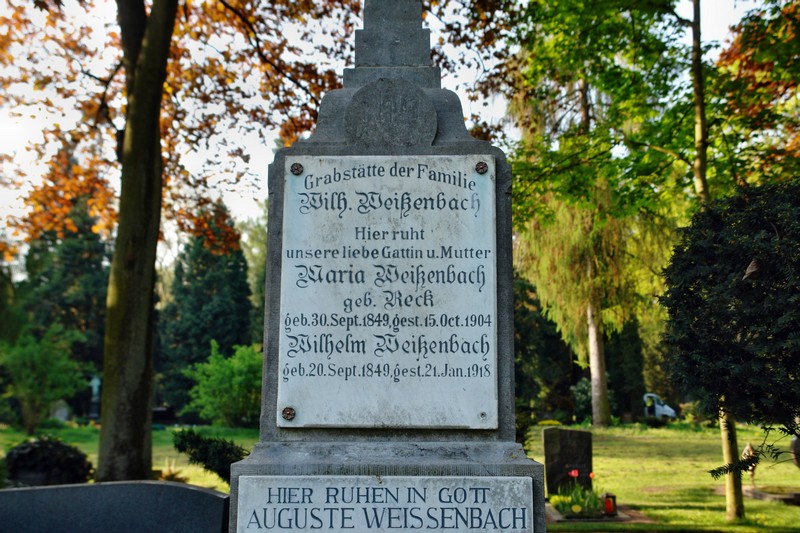 Grabstätte der Familie
Wilh. Weißenbach
Hier ruht
unsere liebe Gattin u. Mutter
Maria Weißenbach
geb. Reck
geb. 30. Sept. 1849, gest. 15. Oct. 1904
Wilhelm Weißenbach
geb. 20. Sept. 1849, gest. 21. Jan. 1918
HIER RUHEN IN GOTT
AUGUSTE WEISSENBACH